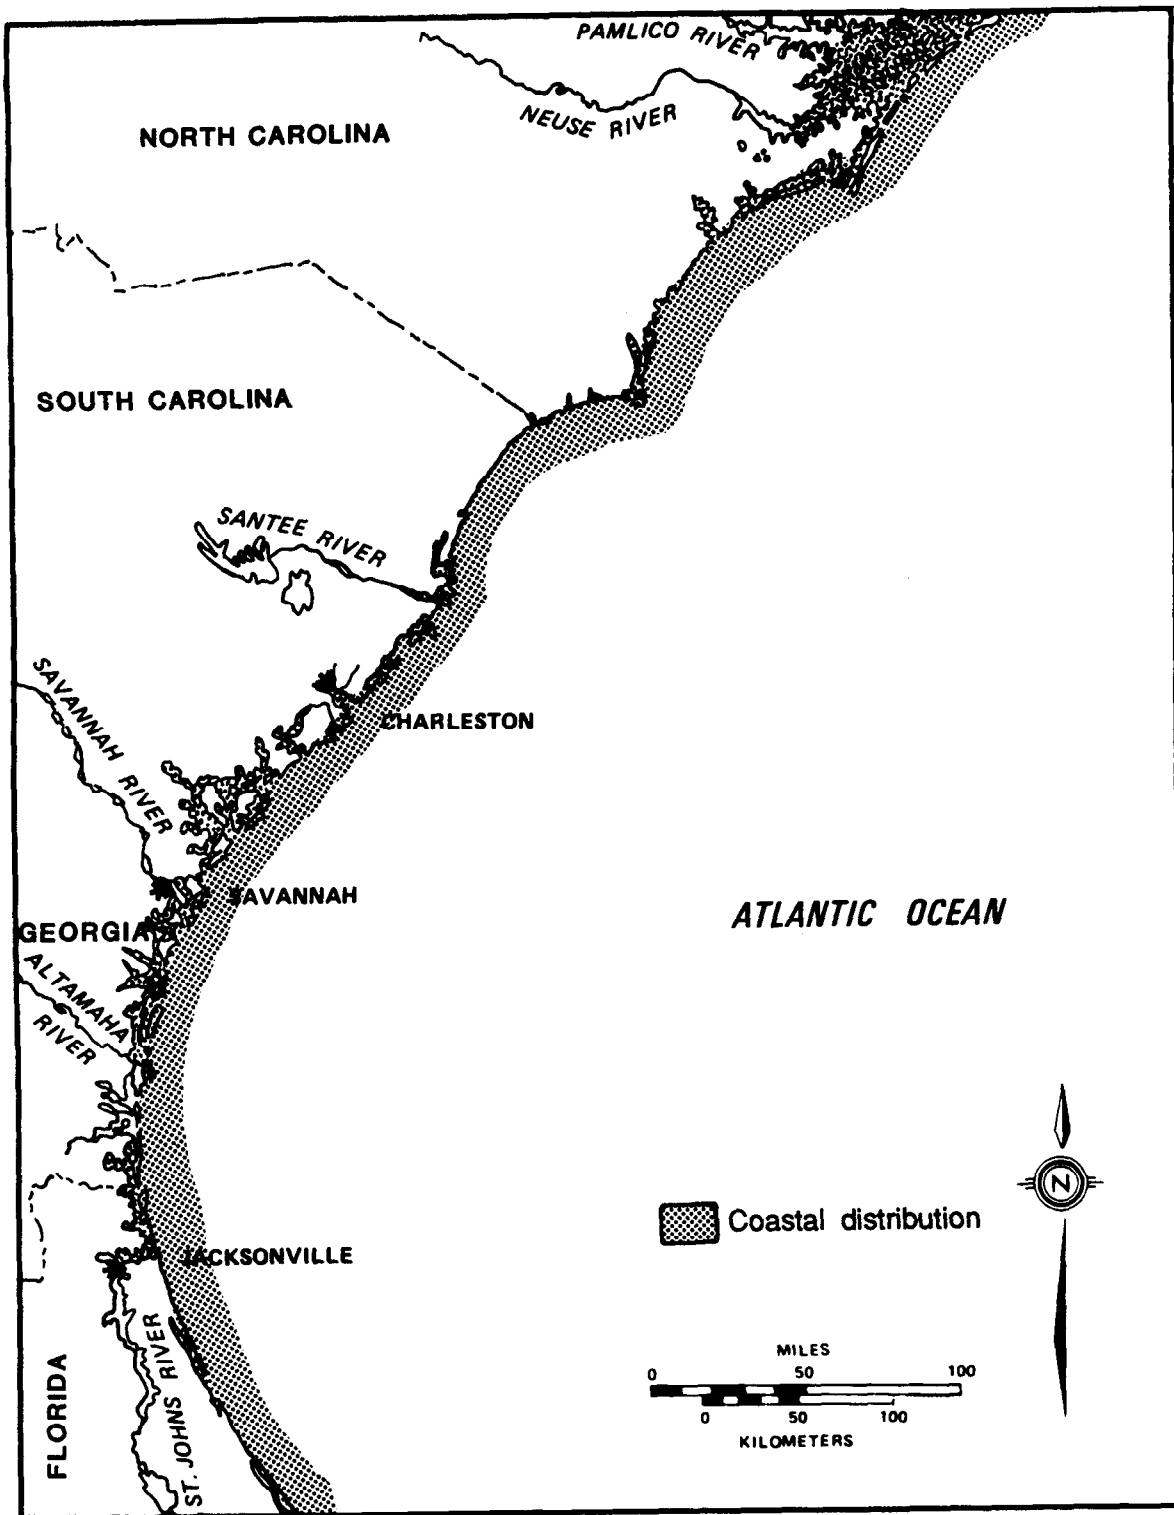 PAMLICO RIVER
NEUSE RIVER
NORTH CAROLINA
SOUTH CAROLINA
SANTEE RIVER
SAVANNAH RIVER
CHARLESTON
SAVANNAH
GEORGIA
ATLANTIC OCEAN
ALTAMAHA
RIVER
N
Coastal distribution
JACKSONVILLE
ST. JOHNS RIVER
FLORIDA
MILES
0 50 100
0 50 100
KILOMETERS